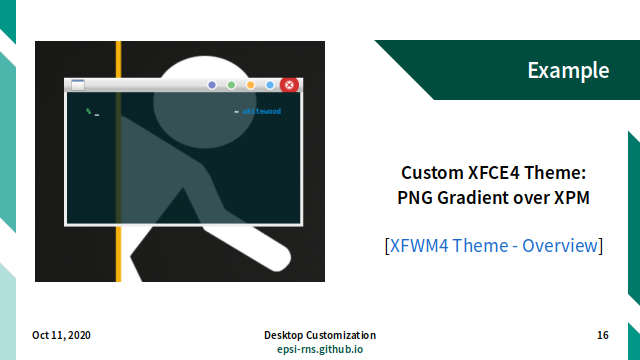 Example
% _
~ whitewood
Custom XFCE4 Theme:
PNG Gradient over XPM
[XFWM4 Theme - Overview]
Oct 11, 2020
Desktop Customization
epsi-rns.github.io
16